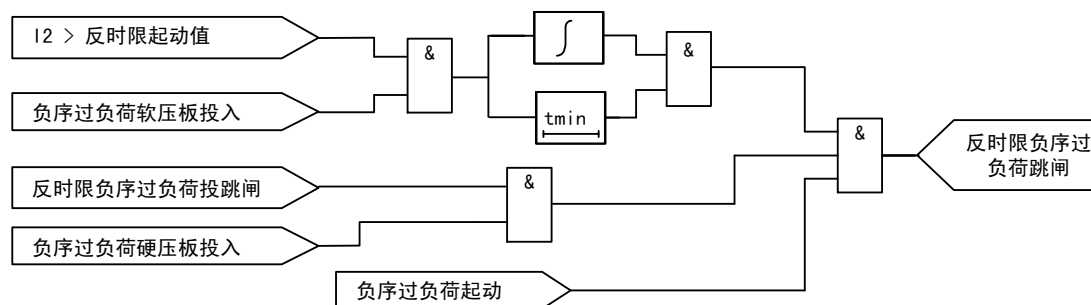 I2 > 反时限起动值
&
∫
&
负序过负荷软压板投入
tmin
&
反时限负序过
负荷跳闸
反时限负序过负荷投跳闸
&
负序过负荷硬压板投入
负序过负荷起动